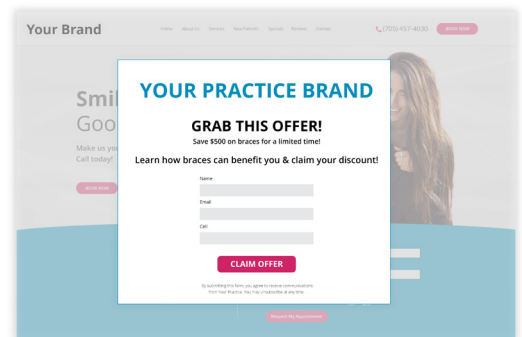 Your Brand
Home About Us Services New Patients Specials Reviews Contact
(705) 457-4030
BOOK NOW
Smil
Goo
Make us you
Call today!
BOOK NOW
YOUR PRACTICE BRAND
GRAB THIS OFFER!
Save $500 on braces for a limited time!
Learn how braces can benefit you & claim your discount!
Name
Email
Cell
CLAIM OFFER
By submitting this form, you agree to receive communications
from Your Practice. You may unsubscribe at any time.
Request My Appointment